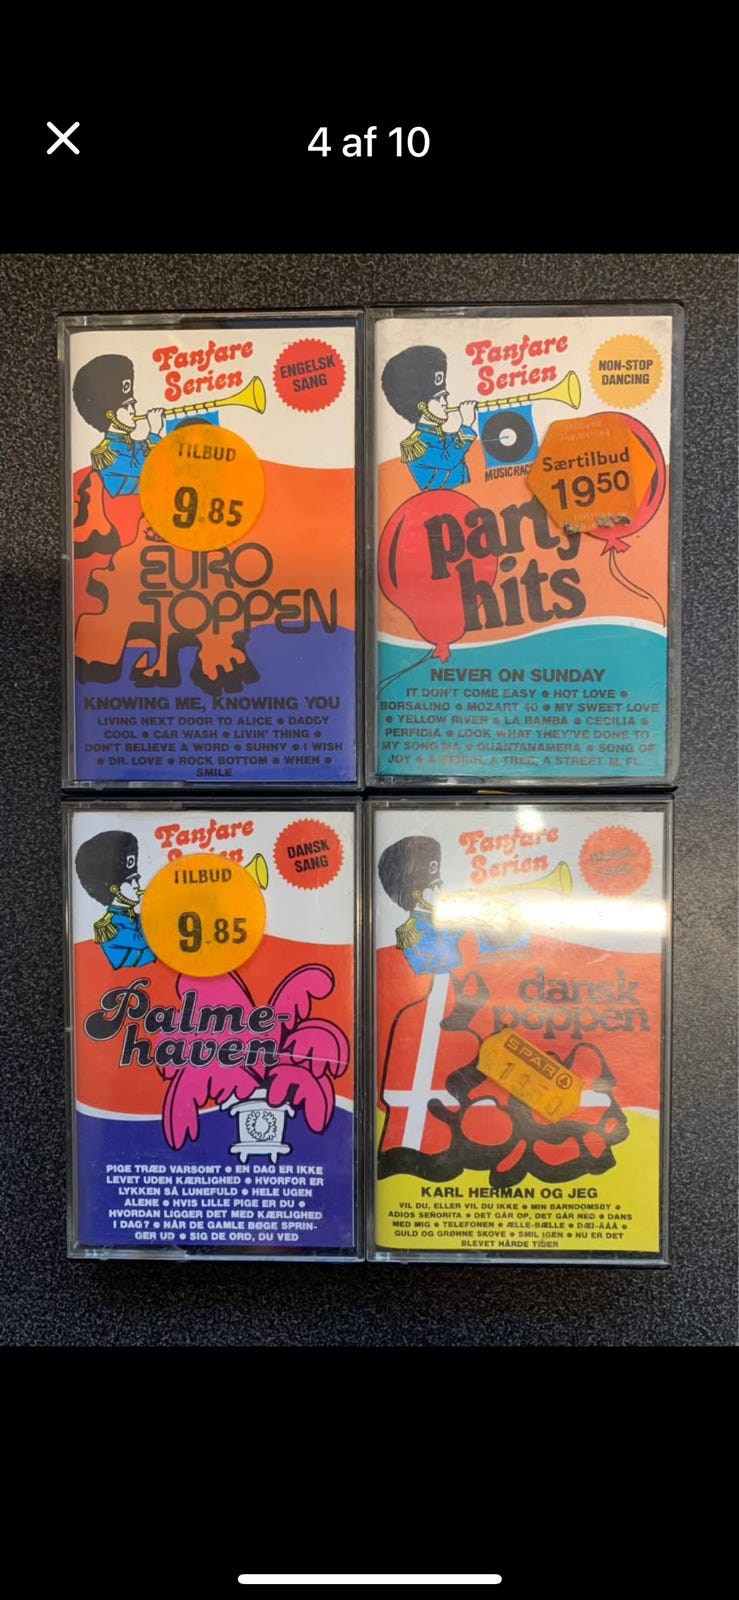 4 af 10
Fanfare
Serien
ENGELSK
SANG
TILBUD
9.85
EURO
TOPPEN
KNOWING ME, KNOWING YOU
LIVING NEXT DOOR TO ALICE ● DADDY
COOL ● CAR WASH ● LIVIN' THING ●
DON'T BELIEVE A WORD ● SUNNY ● I WISH
● DR. LOVE ● ROCK BOTTOM ● WHEN ●
SMILE
Fanfare
Serien
NON-STOP
DANCING
MUSIC
Særtilbud
1950
party
hits
NEVER ON SUNDAY
IT DON'T COME EASY ● HOT LOVE ●
BORSALINO ● MOZART 40 ● MY SWEET LOVE
● YELLOW RIVER ● LA BAMBA ● CECILIA ●
PERFIDIA ● LOOK WHAT THEY'VE DONE TO
MY SONG MA ● GUANTANAMERA ● SONG OF
JOY ● A BENCH, A TREE, A STREET M. FL.
Fanfare
Serien
DANSK
SANG
TILBUD
9.85
Palme-
haven
PIGE TRÆD VARSOMT ● EN DAG ER IKKE
LEVET UDEN KÆRLIGHED ● HVORFOR ER
LYKKEN SÅ LUNEFULD ● HELE UGEN
ALENE ● HVIS LILLE PIGE ER DU ●
HVORDAN LIGGER DET MED KÆRLIGHED
I DAG? ● NÅR DE GAMLE BØGE SPRIN-
GER UD ● SIG DE ORD, DU VED
Fanfare
Serien
DANSK
SANG
dansk
poppen
SPAR
KARL HERMAN OG JEG
VIL DU, ELLER VIL DU IKKE ● MIN BARNDOMSBY ●
ADIOS SEÑORITA ● DET GÅR OP, DET GÅR NED ● DANS
MED MIG ● TELEFONEN ● ÆLLE-BÆLLE ● DÆI-ÅÅÅ ●
GULD OG GRØNNE SKOVE ● SMIL IGEN ● NU ER DET
BLEVET HÅRDE TIDER